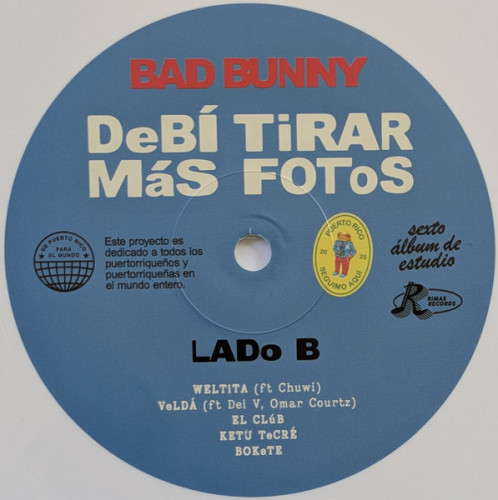 BAD BUNNY
DeBÍ TiRAR
MáS FOToS
DE PUERTO RICO
PARA
EL MUNDO
Este proyecto es
dedicado a todos los
puertorriqueños y
puertorriqueñas en
el mundo entero.
PUERTO RICO
20 25
SEGUIMO AQUÍ
sexto
álbum de
estudio
R
RIMAS
RECORDS
LADo B
WELTiTA (ft Chuwi)
VeLDÁ (ft Dei V, Omar Courtz)
EL CLúB
KETU TeCRÉ
BOKeTE